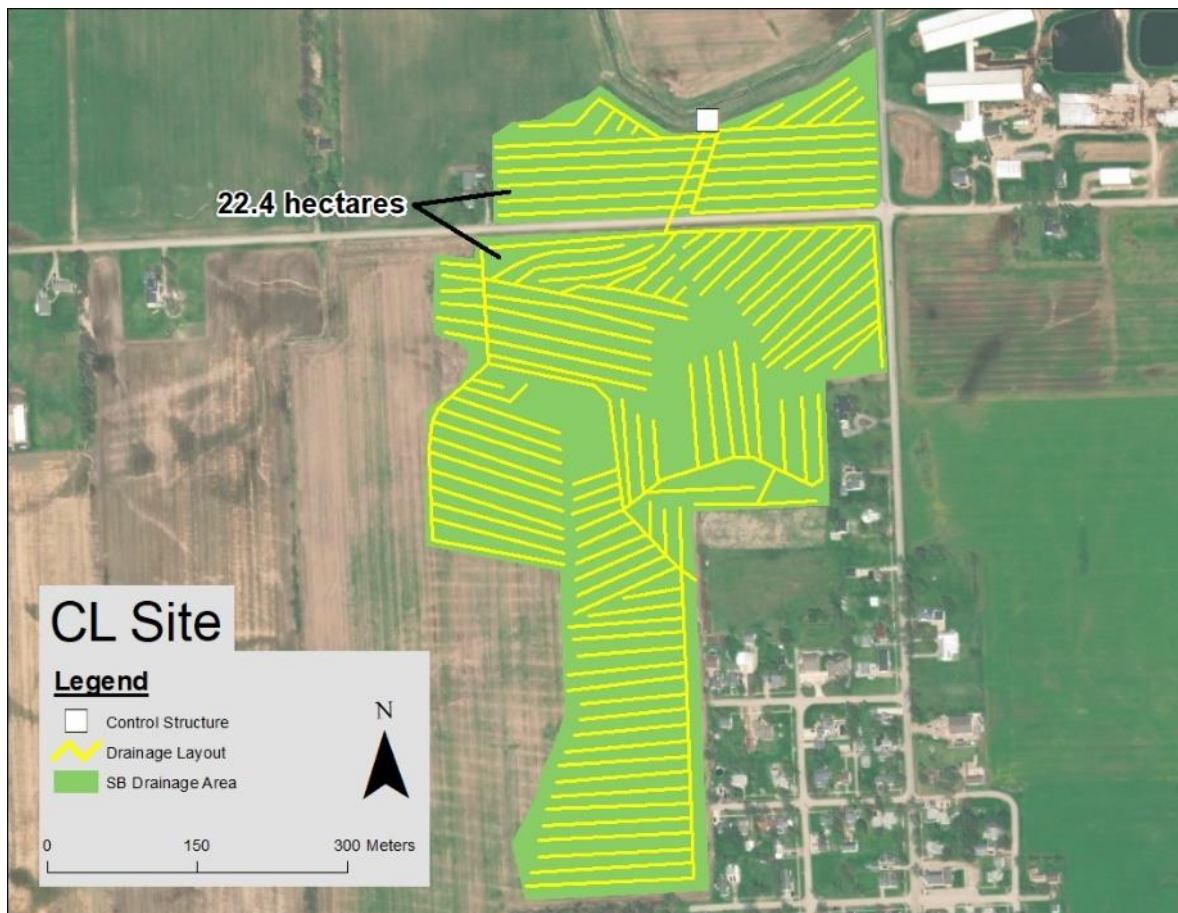 22.4 hectares
CL Site
Legend
Control Structure
Drainage Layout
SB Drainage Area
N
0 150 300 Meters